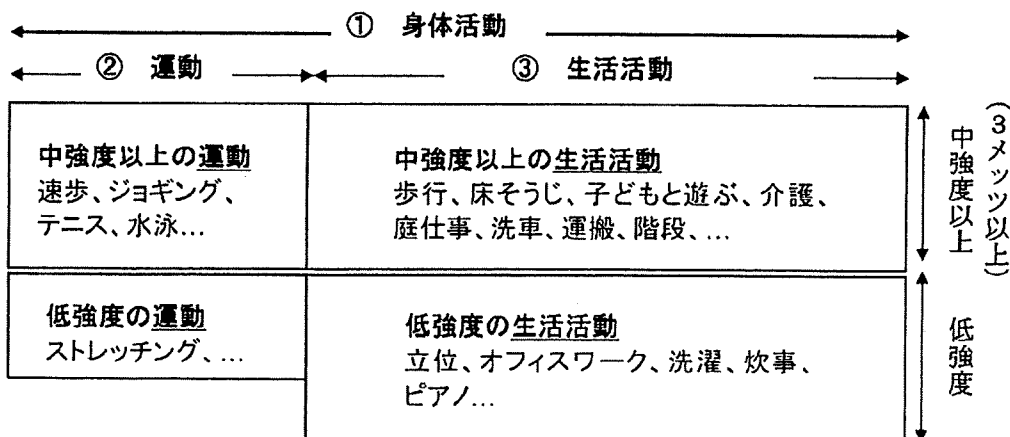 ① 身体活動
② 運動
③ 生活活動
中強度以上の運動
速歩、ジョギング、
テニス、水泳…
中強度以上の生活活動
歩行、床そうじ、子どもと遊ぶ、介護、
庭仕事、洗車、運搬、階段、…
中強度以上
(3メッツ以上)
低強度の運動
ストレッチング、…
低強度の生活活動
立位、オフィスワーク、洗濯、炊事、
ピアノ…
低強度